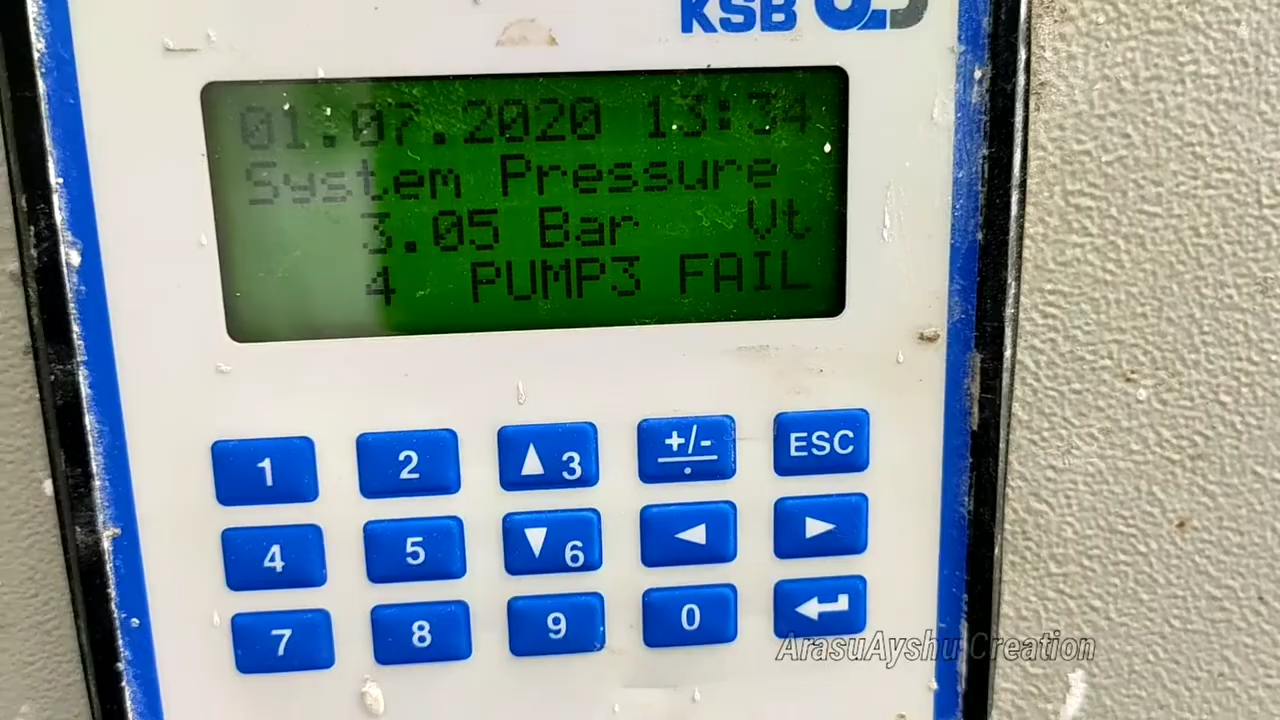 KSB
01.07.2020 13:34
System Pressure
3.05 Bar Vt
4 PUMP3 FAIL
1 2 ▲3 +/- ESC
.
4 5 ▼6 ◄ ►
7 8 9 0 ↵
ArasuAyshu Creation